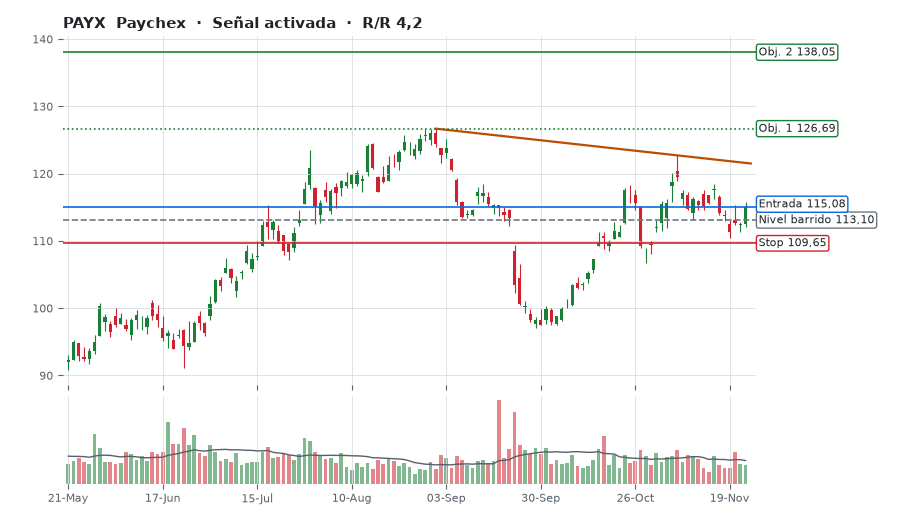 PAYX Paychex · Señal activada · R/R 4,2
140
130
120
110
100
90
Obj. 2 138,05
Obj. 1 126,69
Entrada 115,08
Nivel barrido 113,10
Stop 109,65
21-May
17-Jun
15-Jul
10-Aug
03-Sep
30-Sep
26-Oct
19-Nov